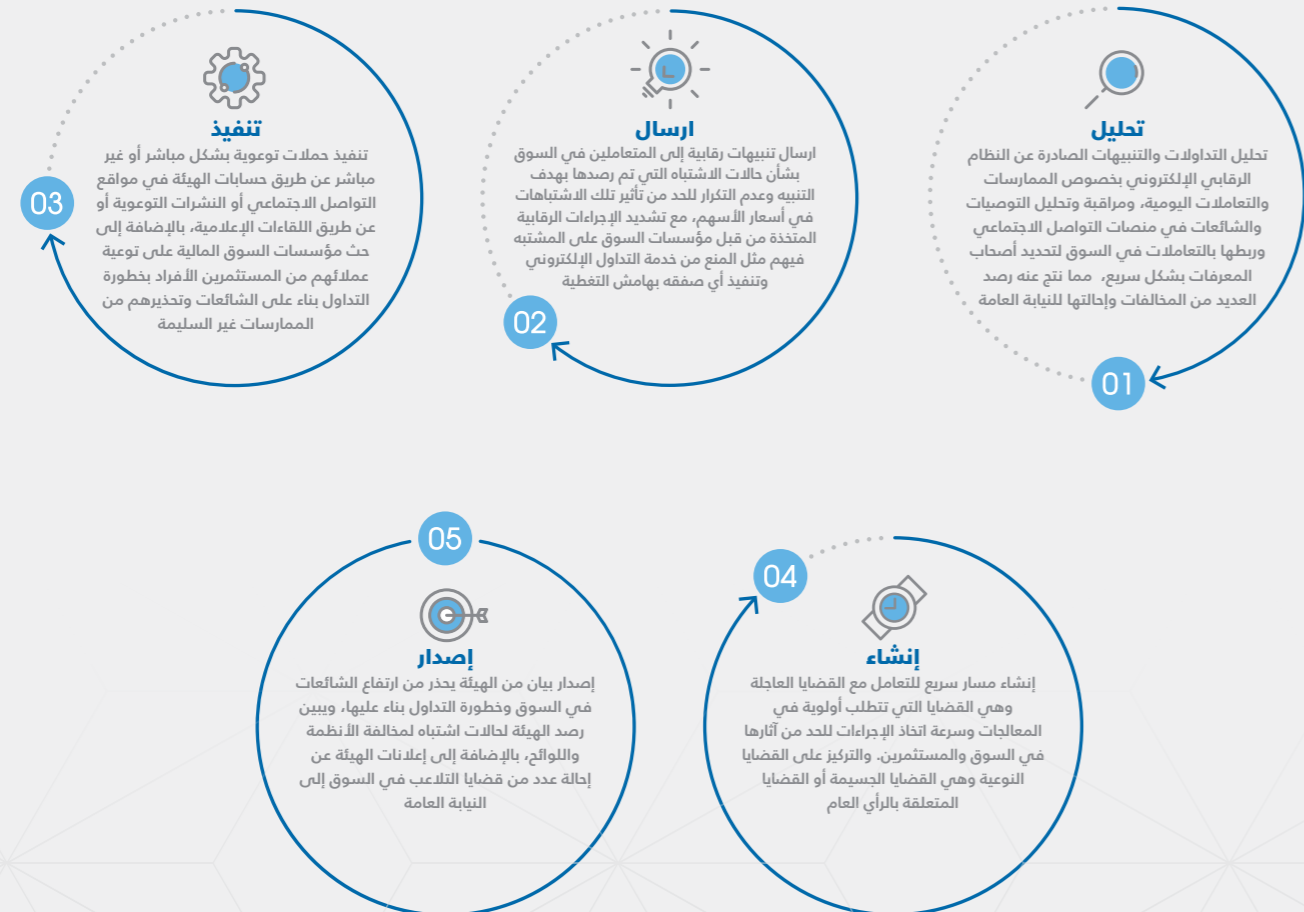 تحليل
تحليل التداولات والتنبيهات الصادرة عن النظام
الرقابي الإلكتروني بخصوص الممارسات
والتعاملات اليومية، ومراقبة وتحليل التوصيات
والشائعات في منصات التواصل الاجتماعي
وربطها بالتعاملات في السوق لتحديد أصحاب
المعرفات بشكل سريع، مما نتج عنه رصد
العديد من المخالفات وإحالتها للنيابة العامة
01
ارسال
ارسال تنبيهات رقابية إلى المتعاملين في السوق
بشأن حالات الاشتباه التي تم رصدها بهدف
التنبيه وعدم التكرار للحد من تأثير تلك الاشتباهات
في أسعار الأسهم، مع تشديد الإجراءات الرقابية
المتخذة من قبل مؤسسات السوق على المشتبه
فيهم مثل المنع من خدمة التداول الإلكتروني
وتنفيذ أي صفقه بهامش التغطية
02
تنفيذ
تنفيذ حملات توعوية بشكل مباشر أو غير
مباشر عن طريق حسابات الهيئة في مواقع
التواصل الاجتماعي أو النشرات التوعوية أو
عن طريق اللقاءات الإعلامية، بالإضافة إلى
حث مؤسسات السوق المالية على توعية
عملائهم من المستثمرين الأفراد بخطورة
التداول بناء على الشائعات وتحذيرهم من
الممارسات غير السليمة
03
04
إنشاء
إنشاء مسار سريع للتعامل مع القضايا العاجلة
وهي القضايا التي تتطلب أولوية في
المعالجات وسرعة اتخاذ الإجراءات للحد من آثارها
في السوق والمستثمرين. والتركيز على القضايا
النوعية وهي القضايا الجسيمة أو القضايا
المتعلقة بالرأي العام
05
إصدار
إصدار بيان من الهيئة يحذر من ارتفاع الشائعات
في السوق وخطورة التداول بناء عليها، ويبين
رصد الهيئة لحالات اشتباه لمخالفة الأنظمة
واللوائح، بالإضافة إلى إعلانات الهيئة عن
إحالة عدد من قضايا التلاعب في السوق إلى
النيابة العامة